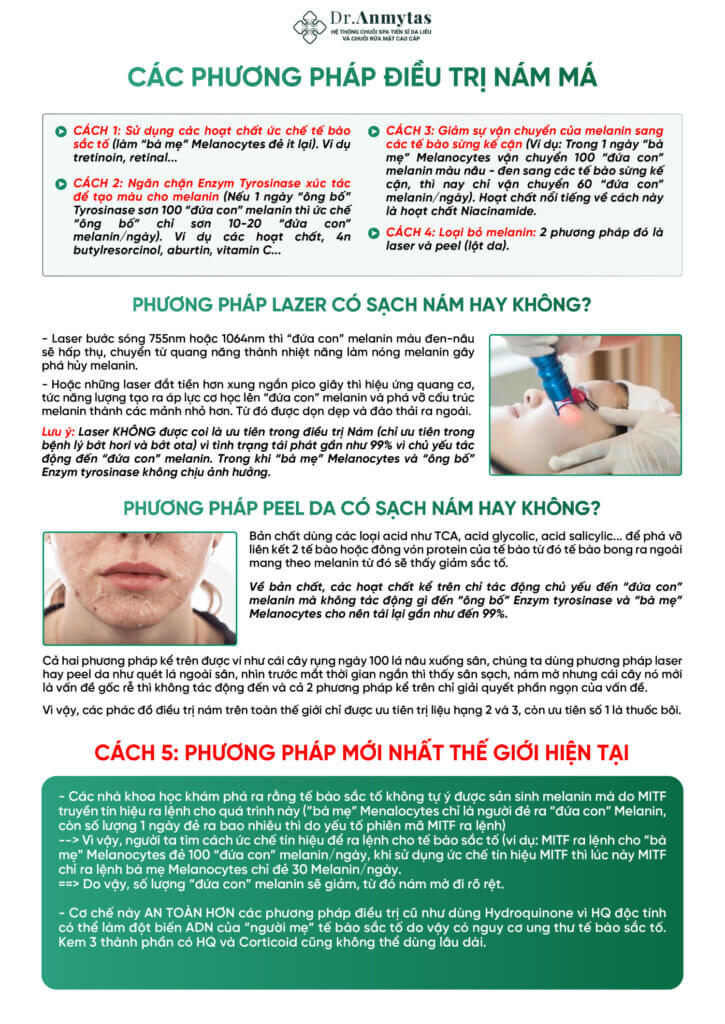 Dr.Anmytas
HỆ THỐNG CHUỖI SPA TIẾN SĨ DA LIỄU
VÀ CHUỖI RỬA MẶT CAO CẤP
CÁC PHƯƠNG PHÁP ĐIỀU TRỊ NÁM MÁ
CÁCH 1: Sử dụng các hoạt chất ức chế tế bào
sắc tố (làm “bà mẹ” Melanocytes đẻ ít lại). Ví dụ
tretinoin, retinal...
CÁCH 2: Ngăn chặn Enzym Tyrosinase xúc tác
để tạo màu cho melanin (Nếu 1 ngày “ông bố”
Tyrosinase sơn 100 “đứa con” melanin thì ức chế
“ông bố” chỉ sơn 10-20 “đứa con”
melanin/ngày). Ví dụ các hoạt chất, 4n
butylresorcinol, aburtin, vitamin C...
CÁCH 3: Giảm sự vận chuyển của melanin sang
các tế bào sừng kế cận (Ví dụ: Trong 1 ngày “bà
mẹ” Melanocytes vận chuyển 100 “đứa con”
melanin màu nâu - đen sang các tế bào sừng kế
cận, thì nay chỉ vận chuyển 60 “đứa con”
melanin/ngày). Hoạt chất nổi tiếng về cách này
là hoạt chất Niacinamide.
CÁCH 4: Loại bỏ melanin: 2 phương pháp đó là
laser và peel (lột da).
PHƯƠNG PHÁP LAZER CÓ SẠCH NÁM HAY KHÔNG?
- Laser bước sóng 755nm hoặc 1064nm thì “đứa con” melanin màu đen-nâu
sẽ hấp thụ, chuyển từ quang năng thành nhiệt năng làm nóng melanin gây
phá hủy melanin.
- Hoặc những laser đắt tiền hơn xung ngắn pico giây thì hiệu ứng quang cơ,
tức năng lượng tạo ra áp lực cơ học lên “đứa con” melanin và phá vỡ cấu trúc
melanin thành các mảnh nhỏ hơn. Từ đó được dọn dẹp và đào thải ra ngoài.
Lưu ý: Laser KHÔNG được coi là ưu tiên trong điều trị Nám (chỉ ưu tiên trong
bệnh lý bớt hori và bớt ota) vì tình trạng tái phát gần như 99% vì chủ yếu tác
động đến “đứa con” melanin. Trong khi “bà mẹ” Melanocytes và “ông bố”
Enzym tyrosinase không chịu ảnh hưởng.
PHƯƠNG PHÁP PEEL DA CÓ SẠCH NÁM HAY KHÔNG?
Bản chất dùng các loại acid như TCA, acid glycolic, acid salicylic... để phá vỡ
liên kết 2 tế bào hoặc đông vón protein của tế bào từ đó tế bào bong ra ngoài
mang theo melanin từ đó sẽ thấy giảm sắc tố.
Về bản chất, các hoạt chất kể trên chỉ tác động chủ yếu đến “đứa con”
melanin mà không tác động gì đến “ông bố” Enzym tyrosinase và “bà mẹ”
Melanocytes cho nên tái lại gần như đến 99%.
Cả hai phương pháp kể trên được ví như cái cây rụng ngày 100 lá nâu xuống sân, chúng ta dùng phương pháp laser
hay peel da như quét lá ngoài sân, nhìn trước mắt thời gian ngắn thì thấy sân sạch, nám mờ nhưng cái cây nó mới
là vấn đề gốc rễ thì không tác động đến và cả 2 phương pháp kể trên chỉ giải quyết phần ngọn của vấn đề.
Vì vậy, các phác đồ điều trị nám trên toàn thế giới chỉ được ưu tiên trị liệu hạng 2 và 3, còn ưu tiên số 1 là thuốc bôi.
CÁCH 5: PHƯƠNG PHÁP MỚI NHẤT THẾ GIỚI HIỆN TẠI
- Các nhà khoa học khám phá ra rằng tế bào sắc tố không tự ý được sản sinh melanin mà do MITF
truyền tín hiệu ra lệnh cho quá trình này (“bà mẹ” Menalocytes chỉ là người đẻ ra “đứa con” Melanin,
còn số lượng 1 ngày đẻ ra bao nhiêu thì do yếu tố phiên mã MITF ra lệnh)
--> Vì vậy, người ta tìm cách ức chế tín hiệu để ra lệnh cho tế bào sắc tố (ví dụ: MITF ra lệnh cho “bà
mẹ” Melanocytes đẻ 100 “đứa con” melanin/ngày, khi sử dụng ức chế tín hiệu MITF thì lúc này MITF
chỉ ra lệnh bà mẹ Melanocytes chỉ đẻ 30 Melanin/ngày.
==> Do vậy, số lượng “đứa con” melanin sẽ giảm, từ đó nám mờ đi rõ rệt.
- Cơ chế này AN TOÀN HƠN các phương pháp điều trị cũ như dùng Hydroquinone vì HQ độc tính
có thể làm đột biến ADN của “người mẹ” tế bào sắc tố do vậy có nguy cơ ung thư tế bào sắc tố.
Kem 3 thành phần có HQ và Corticoid cũng không thể dùng lâu dài.